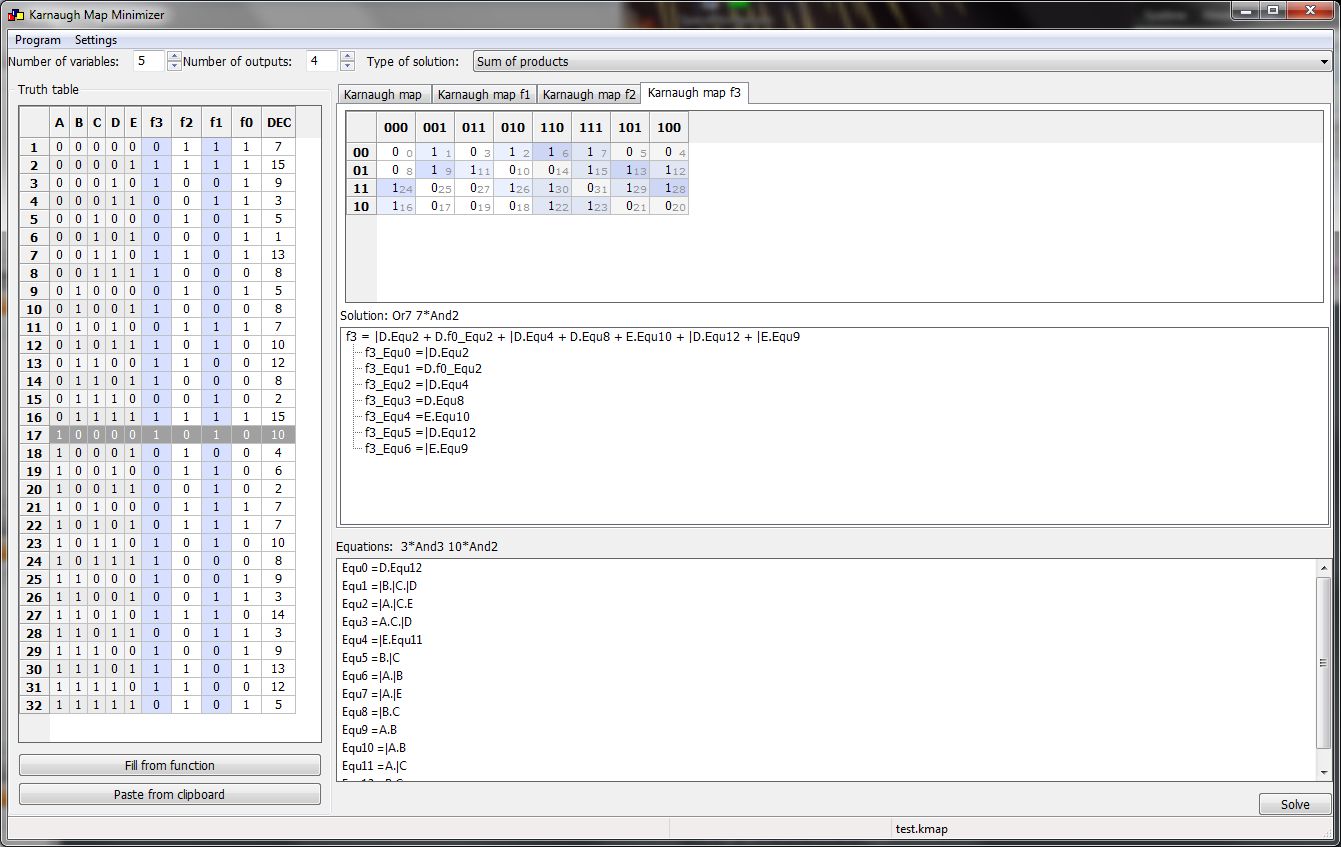 Karnaugh Map Minimizer
Program Settings
Number of variables: 5 Number of outputs: 4 Type of solution: Sum of products
Truth table
A B C D E f3 f2 f1 f0 DEC
1 0 0 0 0 0 0 1 1 1 7
2 0 0 0 0 1 1 1 1 1 15
3 0 0 0 1 0 1 0 0 1 9
4 0 0 0 1 1 0 0 1 1 3
5 0 0 1 0 0 0 1 0 1 5
6 0 0 1 0 1 0 0 0 1 1
7 0 0 1 1 0 1 1 0 1 13
8 0 0 1 1 1 1 0 0 0 8
9 0 1 0 0 0 0 1 0 1 5
10 0 1 0 0 1 1 0 0 0 8
11 0 1 0 1 0 0 1 1 1 7
12 0 1 0 1 1 1 0 1 0 10
13 0 1 1 0 0 1 1 0 0 12
14 0 1 1 0 1 1 0 0 0 8
15 0 1 1 1 0 0 0 1 0 2
16 0 1 1 1 1 1 1 1 1 15
17 1 0 0 0 0 1 0 1 0 10
18 1 0 0 0 1 0 1 0 0 4
19 1 0 0 1 0 0 1 1 0 6
20 1 0 0 1 1 0 0 1 0 2
21 1 0 1 0 0 0 1 1 1 7
22 1 0 1 0 1 0 1 1 1 7
23 1 0 1 1 0 1 0 1 0 10
24 1 0 1 1 1 1 0 0 0 8
25 1 1 0 0 0 1 0 0 1 9
26 1 1 0 0 1 0 0 1 1 3
27 1 1 0 1 0 1 1 1 0 14
28 1 1 0 1 1 0 0 1 1 3
29 1 1 1 0 0 1 0 0 1 9
30 1 1 1 0 1 1 1 0 1 13
31 1 1 1 1 0 1 1 0 0 12
32 1 1 1 1 1 0 1 0 1 5
Fill from function
Paste from clipboard
Karnaugh map Karnaugh map f1 Karnaugh map f2 Karnaugh map f3
000 001 011 010 110 111 101 100
00 0 0 1 1 0 3 1 2 1 6 1 7 0 5 0 4
01 0 8 1 9 1 11 0 10 0 14 1 15 1 13 1 12
11 1 24 0 25 0 27 1 26 1 30 0 31 1 29 1 28
10 1 16 0 17 0 19 0 18 1 22 1 23 0 21 0 20
Solution: Or7 7*And2
f3 = |D.Equ2 + D.f0_Equ2 + |D.Equ4 + D.Equ8 + E.Equ10 + |D.Equ12 + |E.Equ9
f3_Equ0 =|D.Equ2
f3_Equ1 =D.f0_Equ2
f3_Equ2 =|D.Equ4
f3_Equ3 =D.Equ8
f3_Equ4 =E.Equ10
f3_Equ5 =|D.Equ12
f3_Equ6 =|E.Equ9
Equations: 3*And3 10*And2
Equ0 =D.Equ12
Equ1 =|B.|C.|D
Equ2 =|A.|C.E
Equ3 =A.C.|D
Equ4 =|E.Equ11
Equ5 =B.|C
Equ6 =|A.|B
Equ7 =|A.|E
Equ8 =|B.C
Equ9 =A.B
Equ10 =|A.B
Equ11 =A.|C
Solve
test.kmap